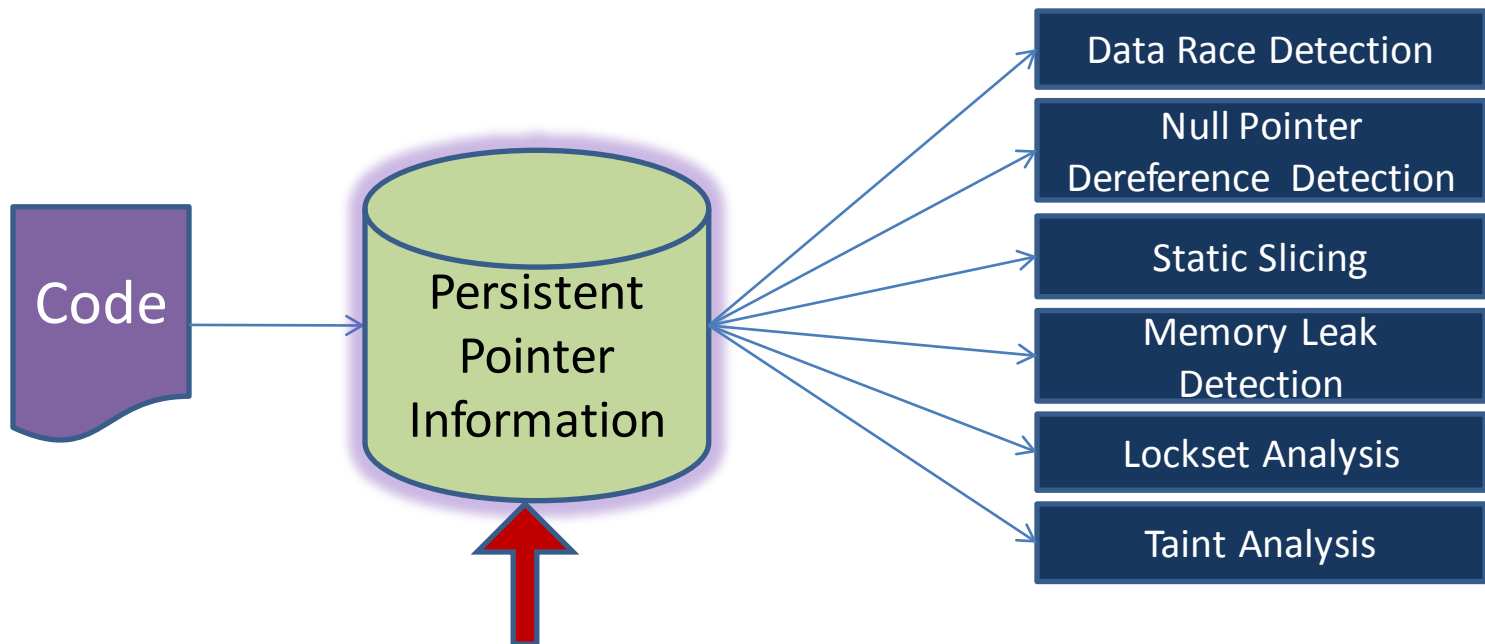 Code
Persistent
Pointer
Information
Data Race Detection
Null Pointer
Dereference Detection
Static Slicing
Memory Leak
Detection
Lockset Analysis
Taint Analysis